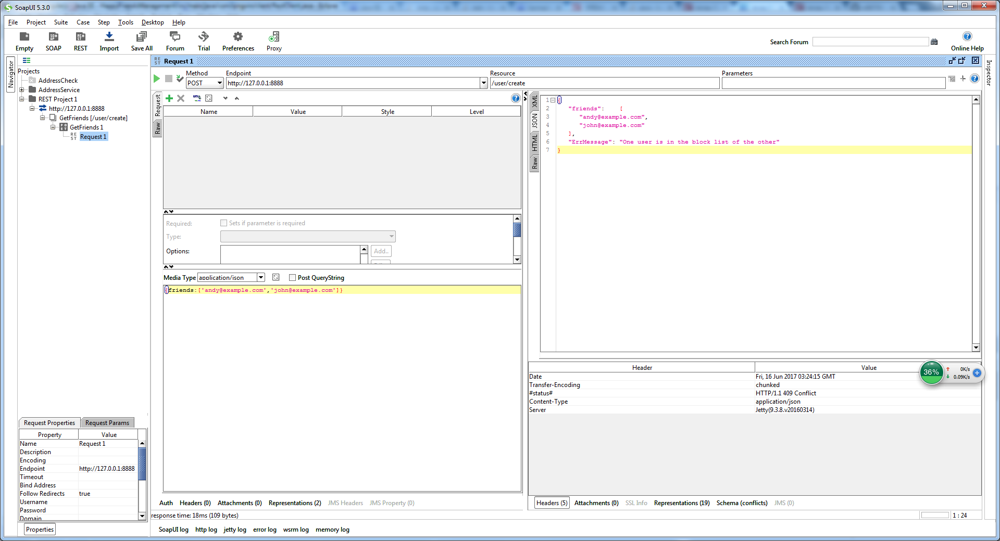 SoapUI 5.3.0
File Project Suite Case Step Tools Desktop Help
Empty SOAP REST Import Save All Forum Trial Preferences Proxy
Search Forum
Online Help
Navigator
Projects
AddressCheck
AddressService
REST Project 1
http://127.0.0.1:8888
GetFriends [/user/create]
GetFriends 1
Request 1
Request 1
Method Endpoint Resource Parameters
POST http://127.0.0.1:8888 /user/create
Inspector
Request
Raw
Name Value Style Level
Required: Sets if parameter is required
Type:
Options: Add..
Media Type application/json Post QueryString
{friends:['andy@example.com','john@example.com']}
XML
JSON
HTML
Raw
1 {
2 "friends": [
3 "andy@example.com",
4 "john@example.com"
5 ],
6 "ErrMessage": "One user is in the block list of the other"
7 }
Header Value
Date Fri, 16 Jun 2017 03:24:15 GMT
Transfer-Encoding chunked
#status# HTTP/1.1 409 Conflict
Content-Type application/json
Server Jetty(9.3.8.v20160314)
36% 0K/s
0.09K/s
Request Properties Request Params
Property Value
Name Request 1
Description
Encoding
Endpoint http://127.0.0.1:8888
Timeout
Bind Address
Follow Redirects true
Username
Password
Domain
Properties
Auth Headers (0) Attachments (0) Representations (2) JMS Headers JMS Property (0)
Headers (5) Attachments (0) SSL Info Representations (19) Schema (conflicts) JMS (0)
response time: 18ms (109 bytes)
1 : 24
SoapUI log http log jetty log error log wsrm log memory log